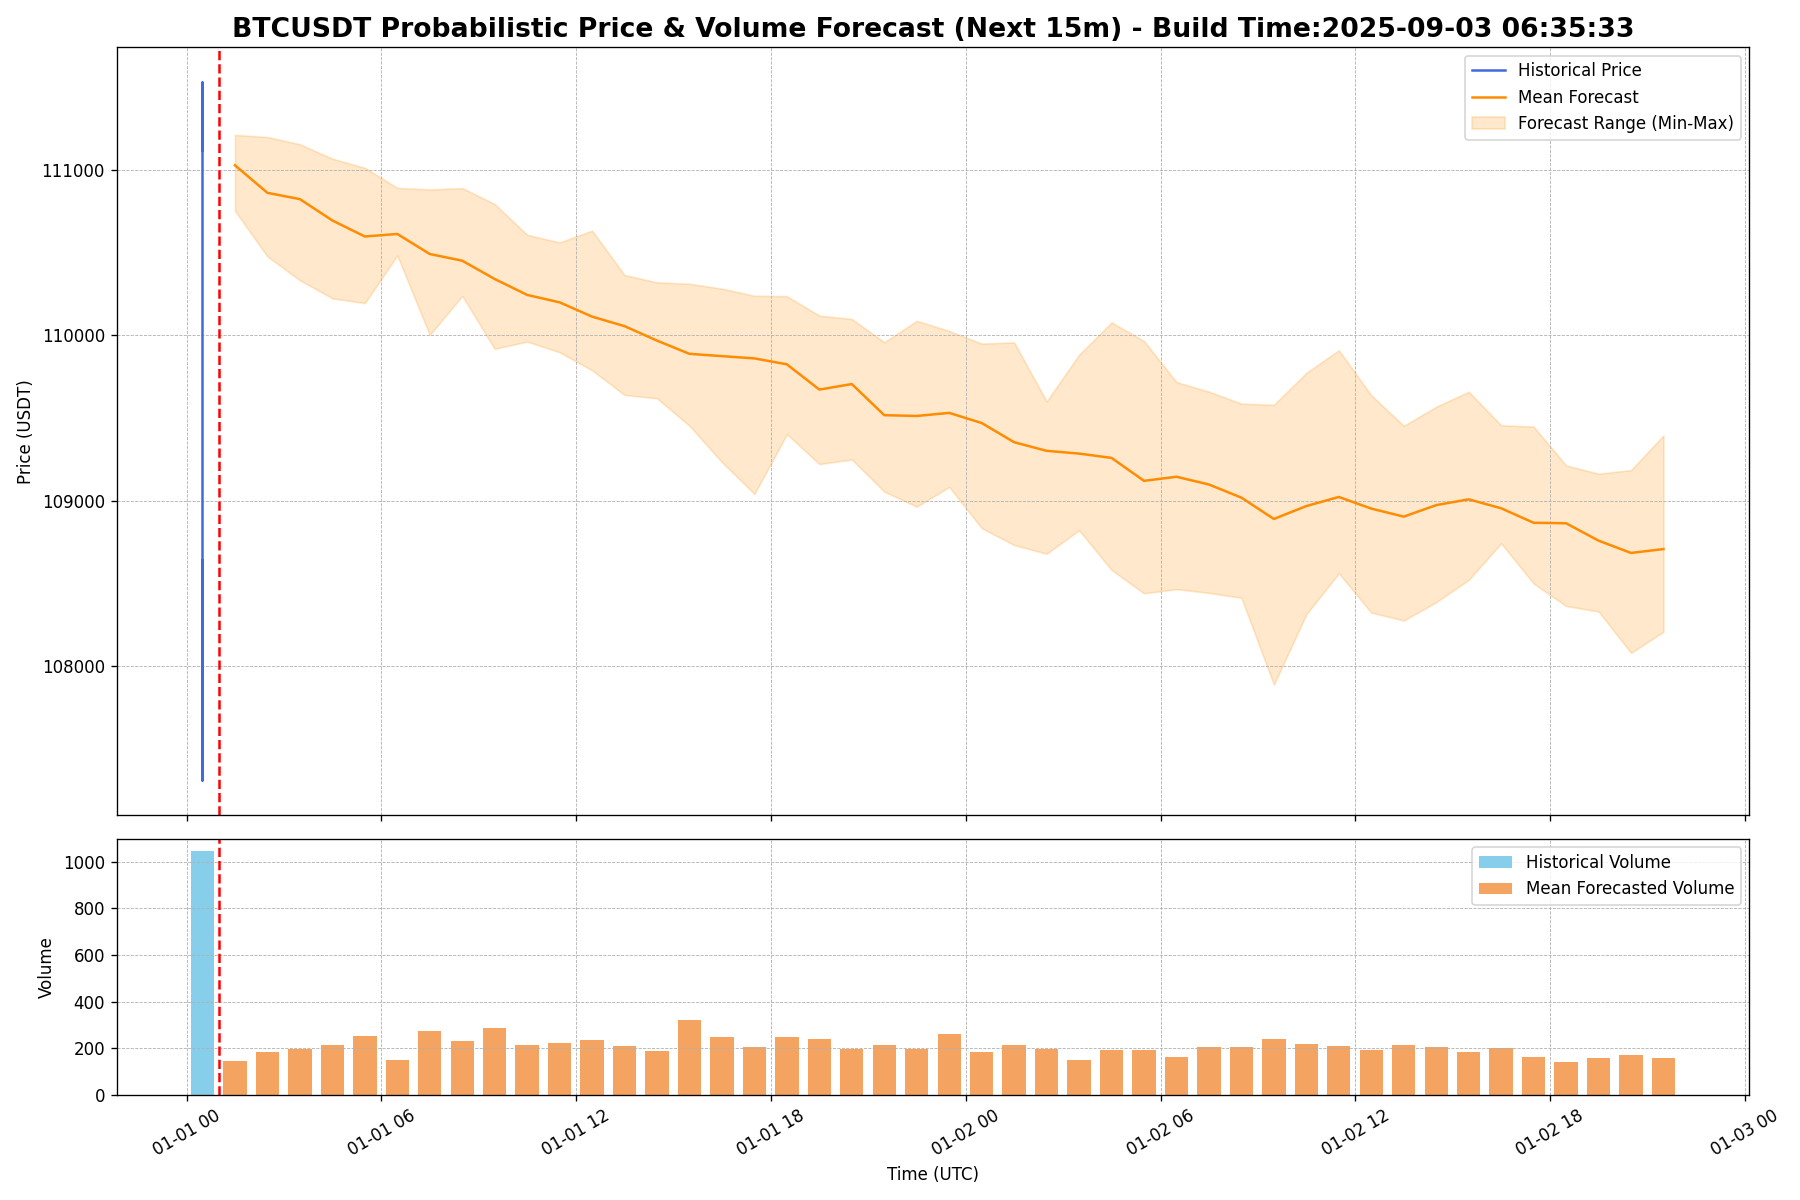 BTCUSDT Probabilistic Price & Volume Forecast (Next 15m) - Build Time:2025-09-03 06:35:33
Historical Price
Mean Forecast
Forecast Range (Min-Max)
Price (USDT)
111000
110000
109000
108000
Historical Volume
Mean Forecasted Volume
Volume
1000
800
600
400
200
0
01-01 00
01-01 06
01-01 12
01-01 18
01-02 00
01-02 06
01-02 12
01-02 18
01-03 00
Time (UTC)